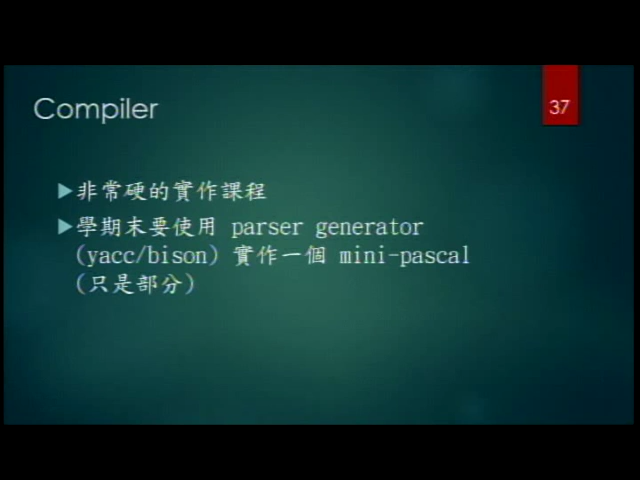 Compiler
37
非常硬的實作課程
學期末要使用 parser generator
(yacc/bison) 實作一個 mini-pascal
(只是部分)